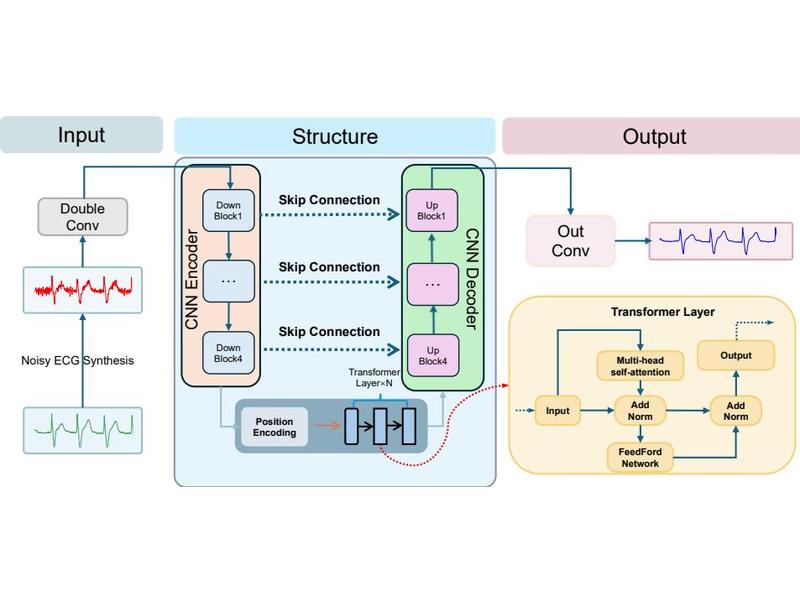 Input
Structure
Output
Double
Conv
Noisy ECG Synthesis
CNN Encoder
Down
Block1
...
Down
Block4
Skip Connection
Skip Connection
Skip Connection
Up
Block1
...
Up
Block4
CNN Decoder
Transformer
Layer×N
Position
Encoding
Out
Conv
Transformer Layer
Multi-head
self-attention
Output
Input
Add
Norm
Add
Norm
FeedFord
Network